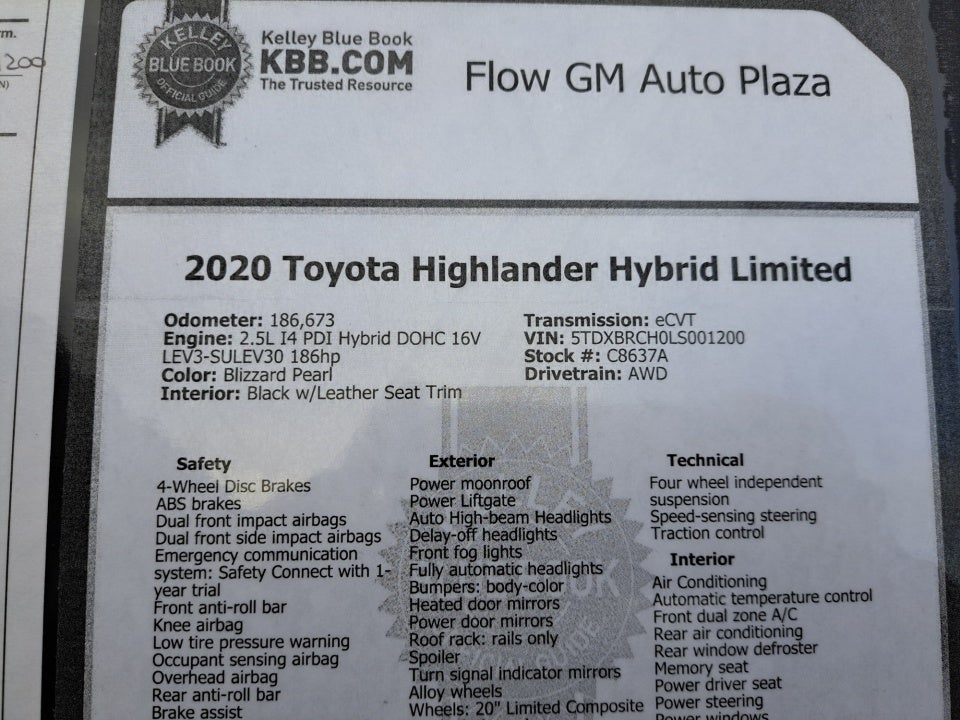 rm.
1200
N)
KELLEY
BLUE BOOK
OFFICIAL GUIDE
Kelley Blue Book
KBB.COM
The Trusted Resource
Flow GM Auto Plaza
2020 Toyota Highlander Hybrid Limited
Odometer: 186,673
Engine: 2.5L I4 PDI Hybrid DOHC 16V
LEV3-SULEV30 186hp
Color: Blizzard Pearl
Interior: Black w/Leather Seat Trim
Transmission: eCVT
VIN: 5TDXBRCH0LS001200
Stock #: C8637A
Drivetrain: AWD
Safety
4-Wheel Disc Brakes
ABS brakes
Dual front impact airbags
Dual front side impact airbags
Emergency communication
system: Safety Connect with 1-
year trial
Front anti-roll bar
Knee airbag
Low tire pressure warning
Occupant sensing airbag
Overhead airbag
Rear anti-roll bar
Brake assist
Exterior
Power moonroof
Power Liftgate
Auto High-beam Headlights
Delay-off headlights
Front fog lights
Fully automatic headlights
Bumpers: body-color
Heated door mirrors
Power door mirrors
Roof rack: rails only
Spoiler
Turn signal indicator mirrors
Alloy wheels
Wheels: 20" Limited Composite
Technical
Four wheel independent
suspension
Speed-sensing steering
Traction control
Interior
Air Conditioning
Automatic temperature control
Front dual zone A/C
Rear air conditioning
Rear window defroster
Memory seat
Power driver seat
Power steering
Power windows